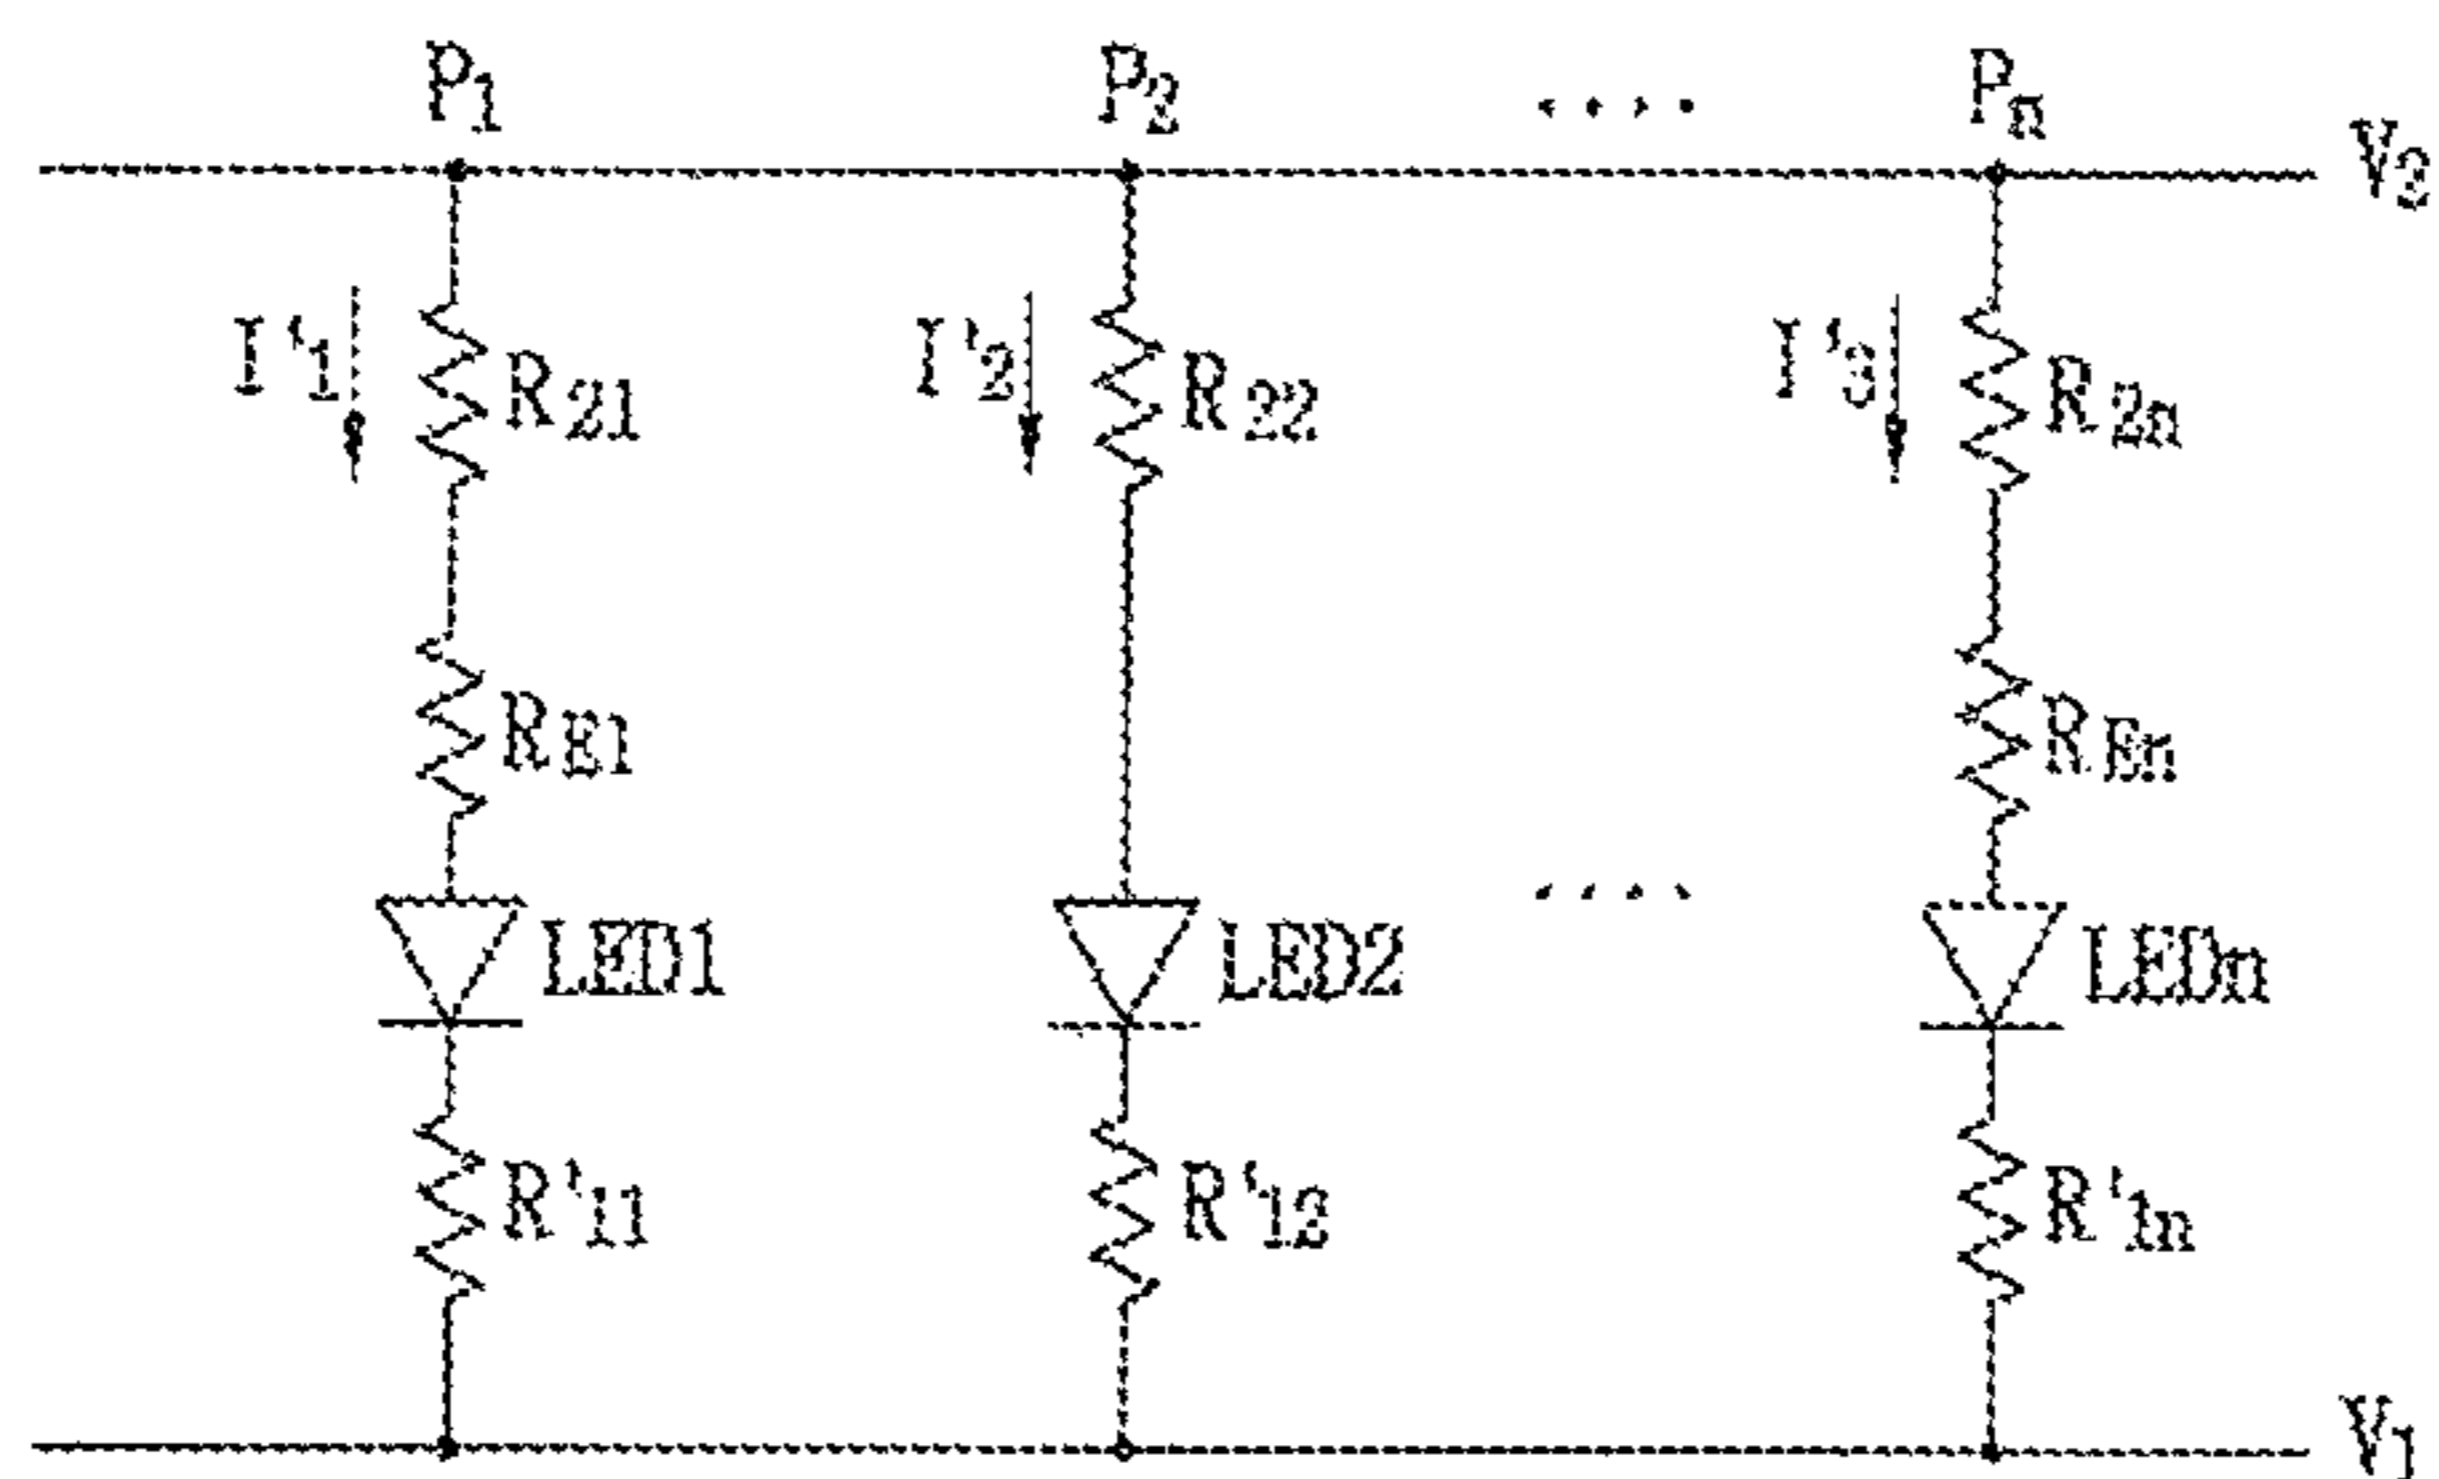 P1 P2 .... Pn
V2
I'1 R21 I'2 R22 I'3 R2n
RE1 REn
LED1 LED2 .... LEDn
R'11 R'12 R'1n
V1